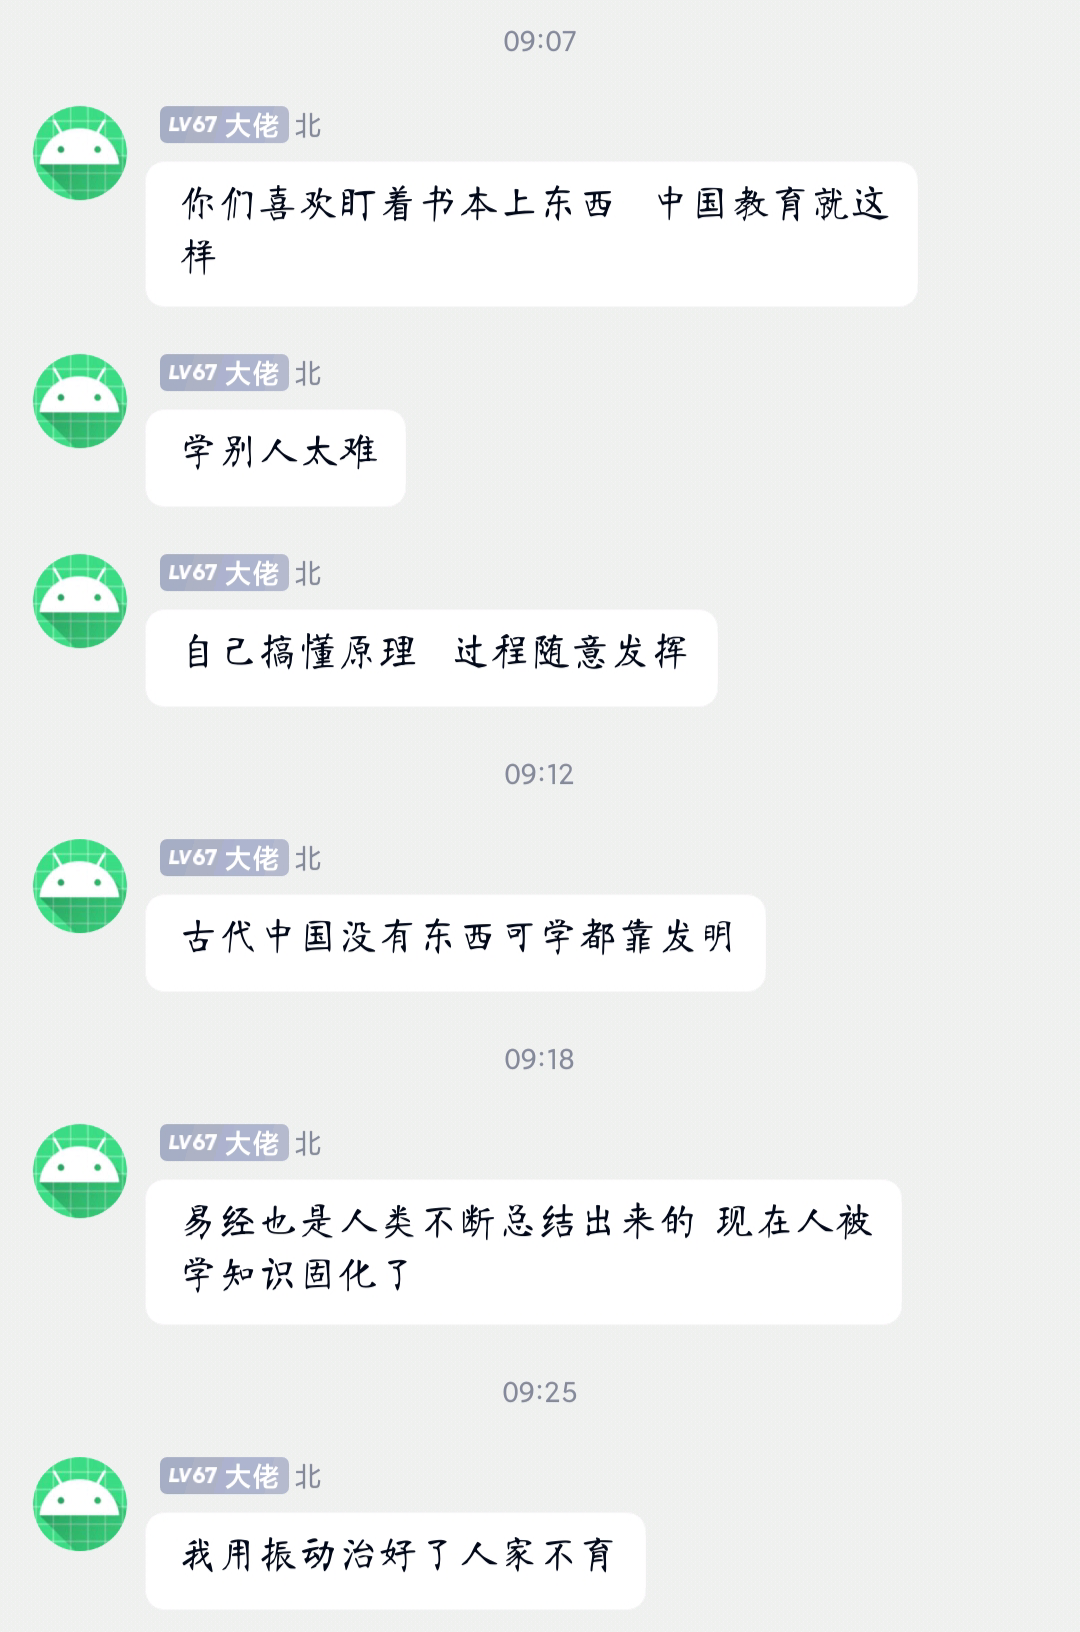 09:07
LV67 大佬 北
你们喜欢盯着书本上东西 中国教育就这
样
LV67 大佬 北
学别人太难
LV67 大佬 北
自己搞懂原理 过程随意发挥
09:12
LV67 大佬 北
古代中国没有东西可学都靠发明
09:18
LV67 大佬 北
易经也是人类不断总结出来的 现在人被
学知识固化了
09:25
LV67 大佬 北
我用振动治好了人家不育